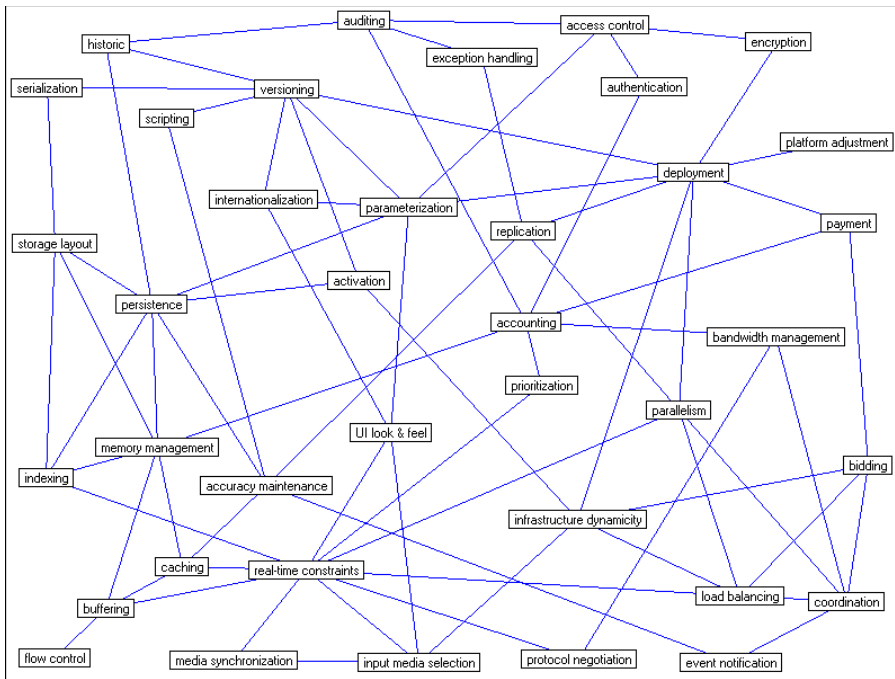 auditing
access control
historic
encryption
exception handling
serialization
versioning
authentication
scripting
platform adjustment
deployment
internationalization
parameterization
replication
payment
storage layout
activation
persistence
accounting
bandwidth management
prioritization
parallelism
UI look & feel
memory management
bidding
indexing
accuracy maintenance
infrastructure dynamicity
caching
real-time constraints
load balancing
coordination
buffering
flow control
media synchronization
input media selection
protocol negotiation
event notification